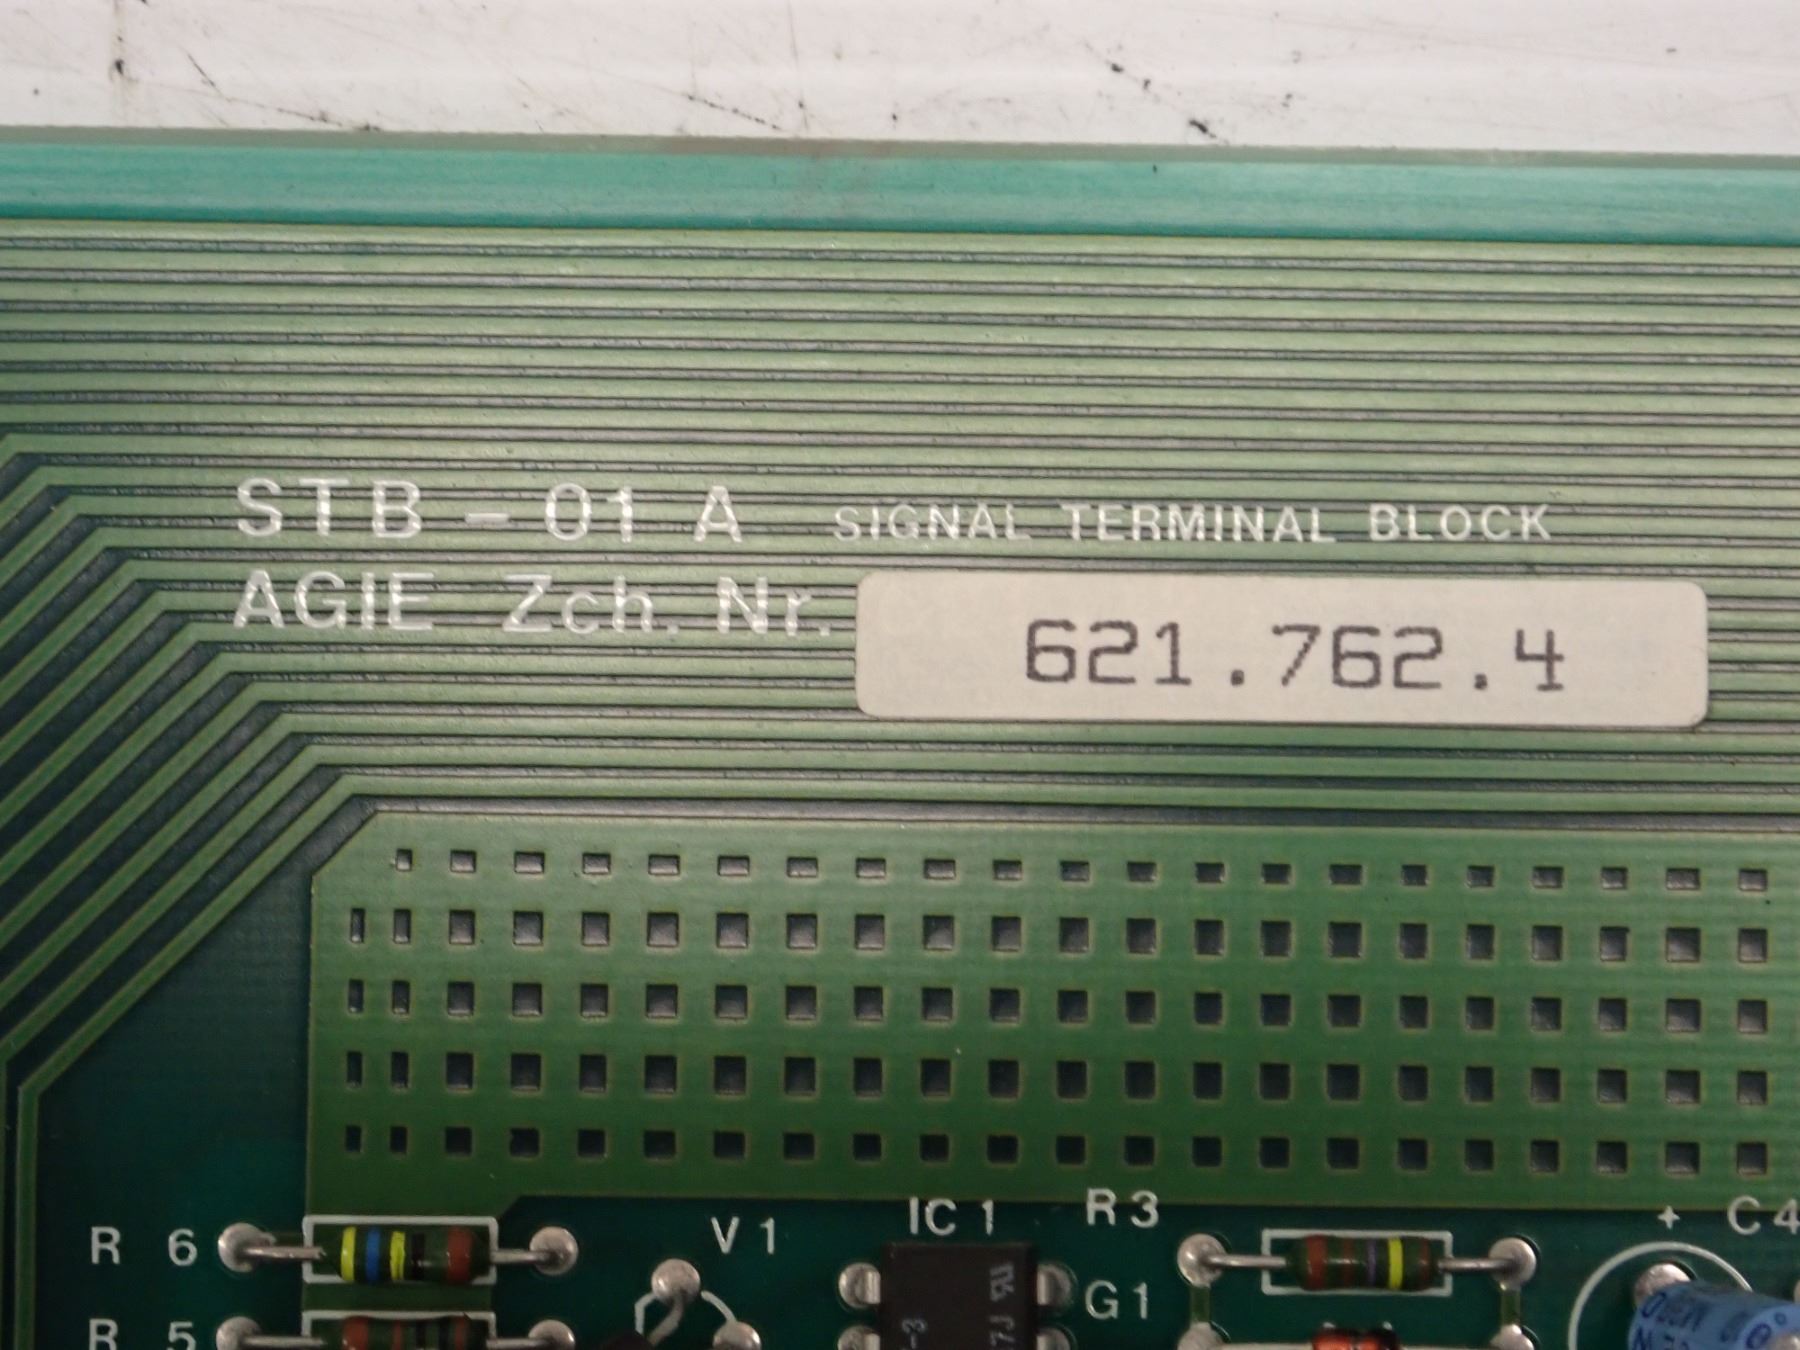 STB - 01 A SIGNAL TERMINAL BLOCK
AGIE Zch. Nr. 621.762.4
R 6
V1
IC 1
R3
+ C4
G1
R 5